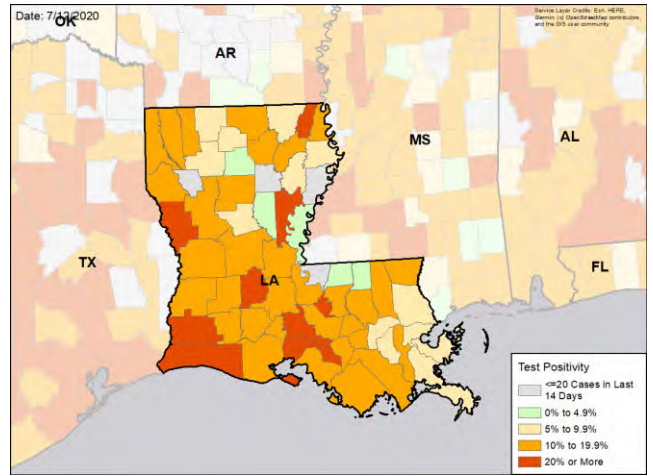 Date: 7/12/2020
Service Layer Credits: Esri, HERE,
Garmin, (c) OpenStreetMap contributors,
and the GIS user community
OK
AR
MS
AL
TX
LA
FL
Test Positivity
<=20 Cases in Last
14 Days
0% to 4.9%
5% to 9.9%
10% to 19.9%
20% or More